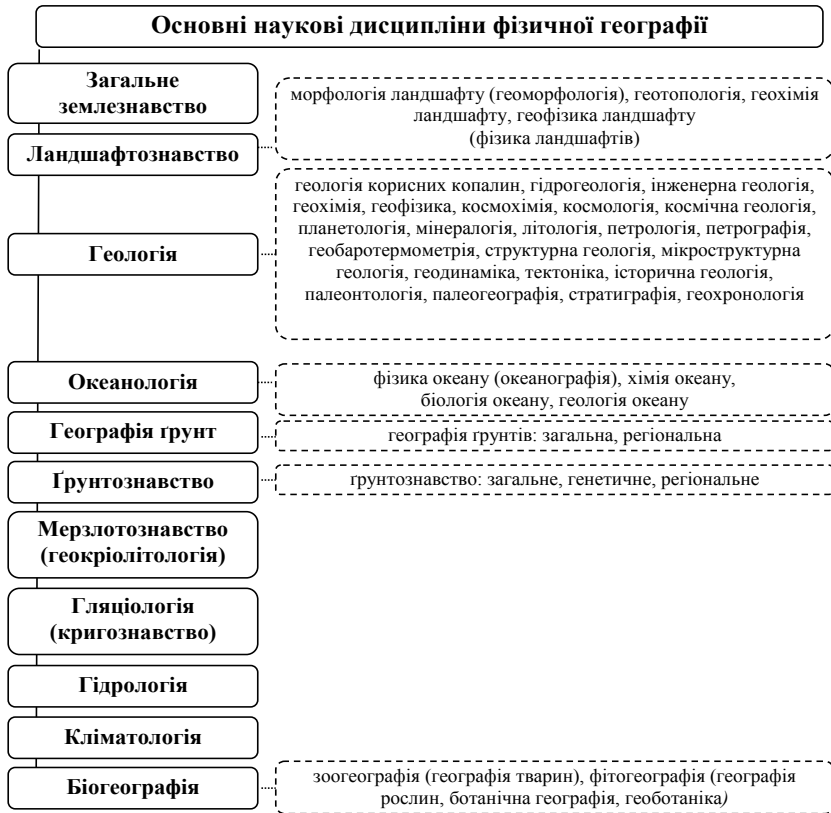 Основні наукові дисципліни фізичної географії
Загальне
землезнавство
морфологія ландшафту (геоморфологія), геотопологія, геохімія
ландшафту, геофізика ландшафту
(фізика ландшафтів)
Ландшафтознавство
геологія корисних копалин, гідрогеологія, інженерна геологія,
геохімія, геофізика, космохімія, космологія, космічна геологія,
планетологія, мінералогія, літологія, петрологія, петрографія,
геобаротермометрія, структурна геологія, мікроструктурна
геологія, геодинаміка, тектоніка, історична геологія,
палеонтологія, палеогеографія, стратиграфія, геохронологія
Геологія
Океанологія
фізика океану (океанографія), хімія океану,
біологія океану, геологія океану
Географія ґрунт
географія ґрунтів: загальна, регіональна
Ґрунтознавство
ґрунтознавство: загальне, генетичне, регіональне
Мерзлотознавство
(геокріолітологія)
Гляціологія
(кригознавство)
Гідрологія
Кліматологія
Біогеографія
зоогеографія (географія тварин), фітогеографія (географія
рослин, ботанічна географія, геоботаніка)